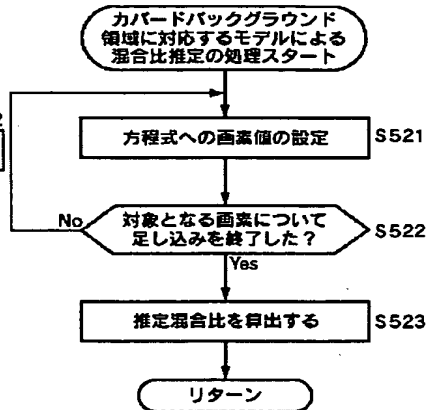 カバードバックグラウンド
領域に対応するモデルによる
混合比推定の処理スタート
方程式への画素値の設定
S521
No
対象となる画素について
足し込みを終了した？
S522
Yes
推定混合比を算出する
S523
リターン